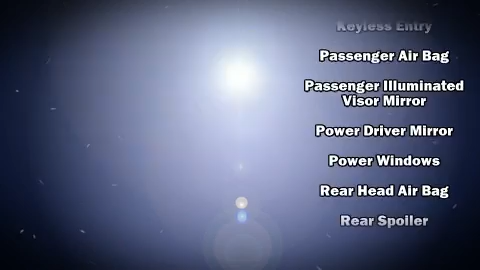 Keyless Entry
Passenger Air Bag
Passenger Illuminated
Visor Mirror
Power Driver Mirror
Power Windows
Rear Head Air Bag
Rear Spoiler